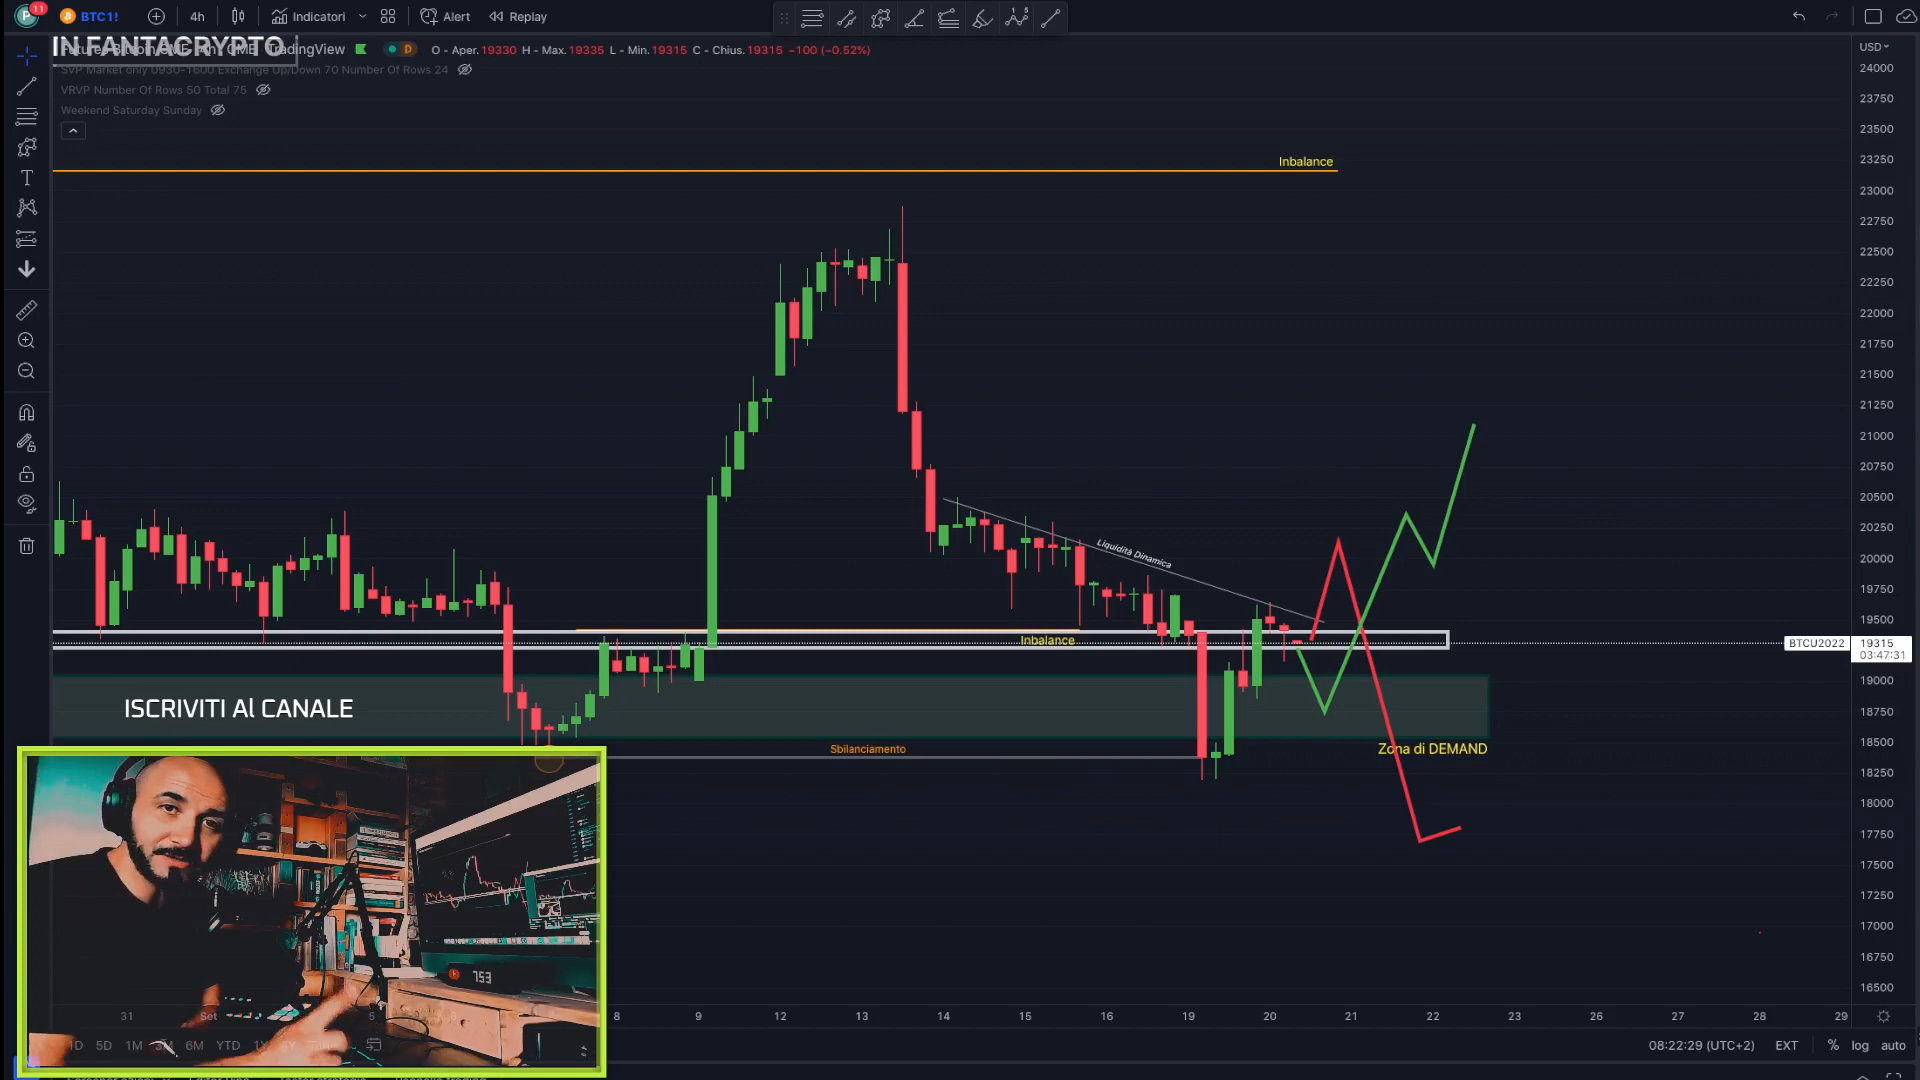 11
BTC1! 4h Indicatori Alert Replay
IN FANTACRYPTO
TradingView D O - Aper. 19330 H - Max. 19335 L - Min. 19315 C - Chius. 19315 −100 (−0.52%)
SVP Market only 0930-1600 Exchange Up/Down 70 Number Of Rows 24
VRVP Number Of Rows 50 Total 75
Weekend Saturday Sunday
USD
24000
23750
23500
23250
23000
22750
22500
22250
22000
21750
21500
21250
21000
20750
20500
20250
20000
19750
19500
BTCU2022 19315
03:47:31
19000
18750
18500
18250
18000
17750
17500
17250
17000
16750
16500
Inbalance
Liquidità Dinamica
Inbalance
ISCRIVITI Al CANALE
Sbilanciamento
Zona di DEMAND
753
31 Set 5 8 9 12 13 14 15 16 19 20 21 22 23 26 27 28 29
1D 5D 1M 3M 6M YTD 1Y
08:22:29 (UTC+2) EXT % log auto